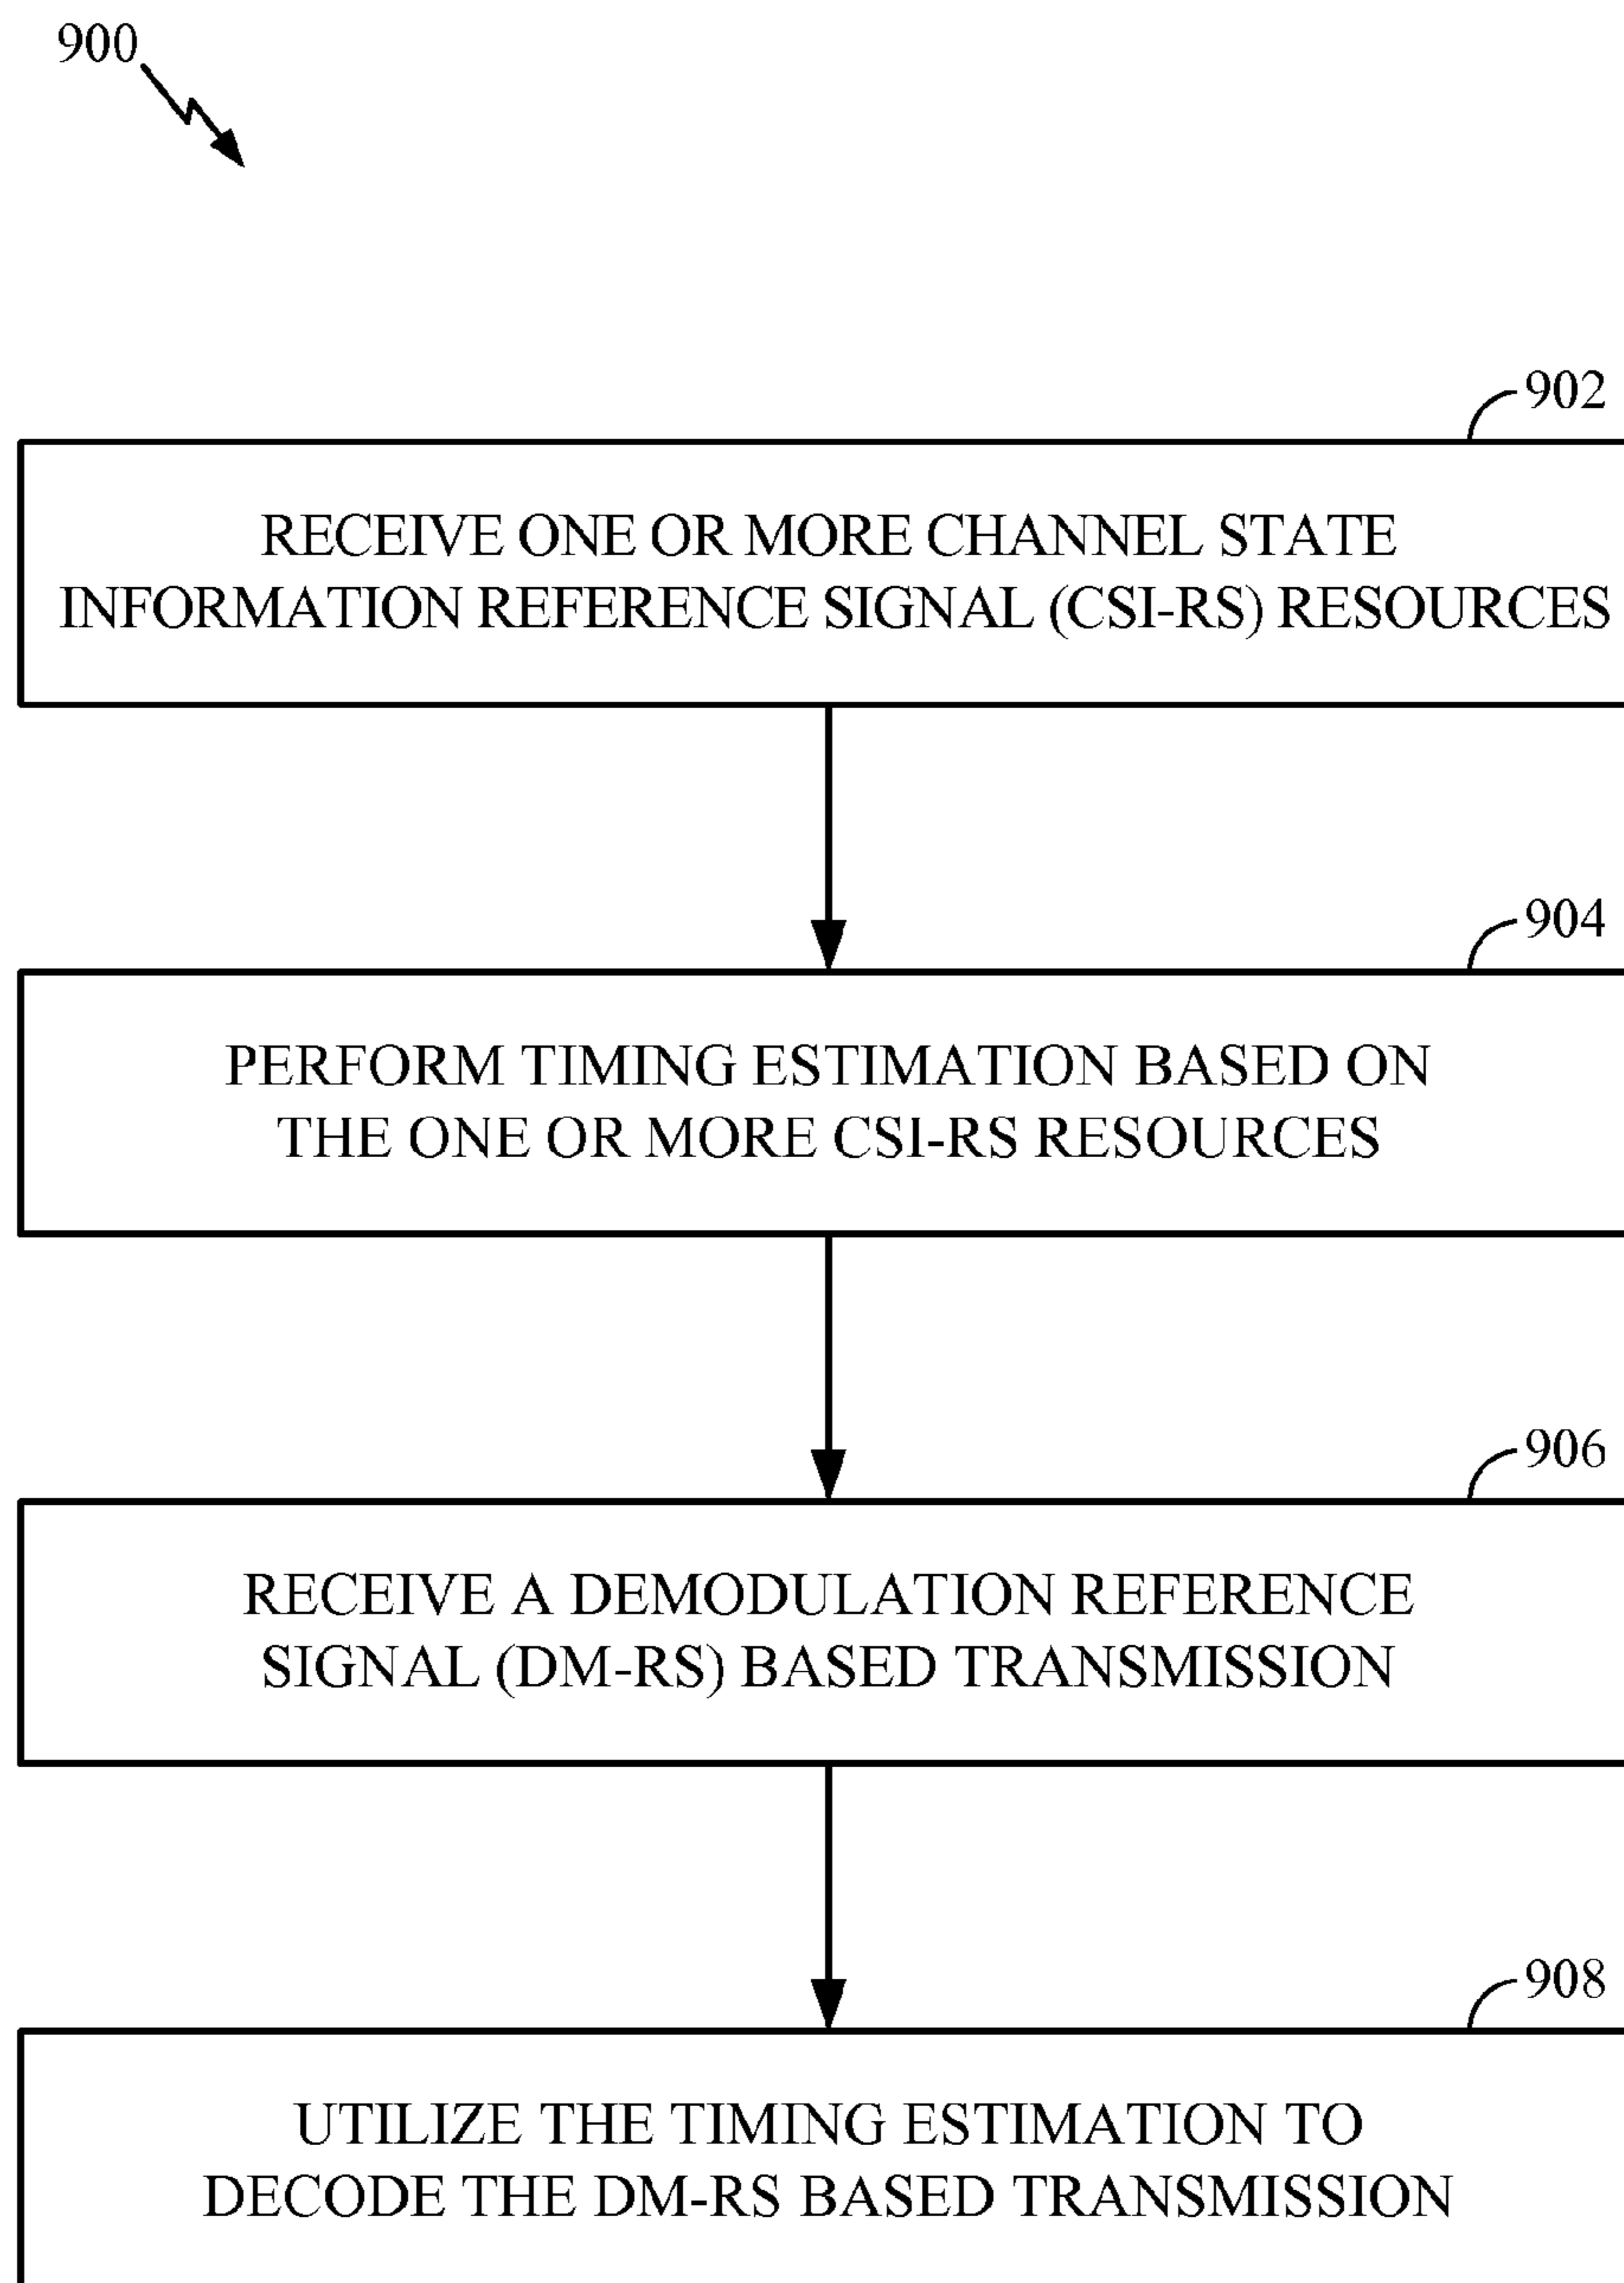 900
902
RECEIVE ONE OR MORE CHANNEL STATE
INFORMATION REFERENCE SIGNAL (CSI-RS) RESOURCES
904
PERFORM TIMING ESTIMATION BASED ON
THE ONE OR MORE CSI-RS RESOURCES
906
RECEIVE A DEMODULATION REFERENCE
SIGNAL (DM-RS) BASED TRANSMISSION
908
UTILIZE THE TIMING ESTIMATION TO
DECODE THE DM-RS BASED TRANSMISSION